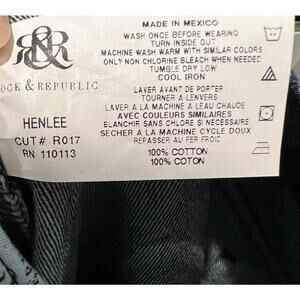 MADE IN MEXICO
WASH ONCE BEFORE WEARING
TURN INSIDE OUT
MACHINE WASH WARM WITH SIMILAR COLORS
ONLY NON CHLORINE BLEACH WHEN NEEDED
TUMBLE DRY LOW
COOL IRON
LAVER AVANT DE PORTER
TOURNER A L'ENVERS
LAVER A LA MACHINE A L'EAU CHAUDE
AVEC COULEURS SIMILAIRES
BLANCHIR SANS CHLORE SI NECESSAIRE
SECHER A LA MACHINE CYCLE DOUX
REPASSER AU FER FROID
100% COTTON
100% COTON
R&R
OCK & REPUBLIC
HENLEE
CUT# R017
RN 110113